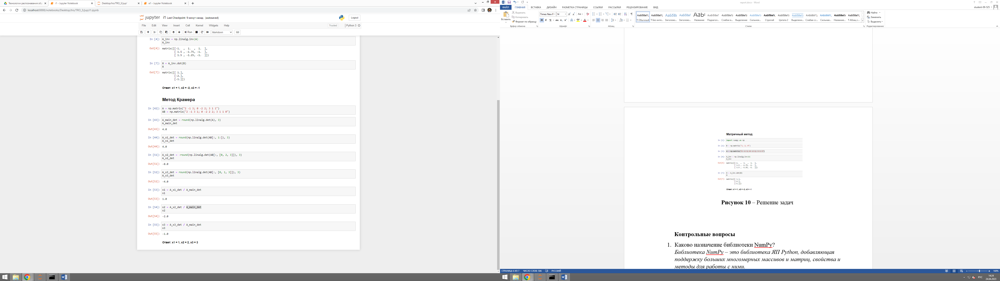 Технологии распознавания об
i1 - Jupyter Notebook
Desktop/tro/TRO_3/jup/
e1 - Jupyter Notebook
localhost:8888/notebooks/Desktop/tro/TRO_3/jup/i1.ipynb
jupyter i1 Last Checkpoint: 9 минут назад (autosaved)
Logout
File Edit View Insert Cell Kernel Widgets Help
Trusted
Python 3
Run
Markdown
In [4]: A_inv = np.linalg.inv(A)
A_inv
Out[4]: matrix([[-1. , 1. , 1. ],
[ 1.5 , -1.75, -1. ],
[ 1.5 , -1.25, -1. ]])
In [7]: X = A_inv.dot(B)
X
Out[7]: matrix([[ 1.],
[-2.],
[-1.]])
Ответ: x1 = 1, x2 = -2, x3 = -1
Метод Крамера
In [42]: A = np.matrix("2 -1 3; 0 -2 2; 3 1 1")
AB = np.matrix("2 -1 3 1; 0 -2 2 2; 3 1 1 0")
In [43]: A_main_det = round(np.linalg.det(A), 3)
A_main_det
Out[43]: 4.0
In [44]: A_x1_det = round(np.linalg.det(AB[:, 1:]), 3)
A_x1_det
Out[44]: 4.0
In [51]: A_x2_det = -round(np.linalg.det(AB[:, [0, 2, 3]]), 3)
A_x2_det
Out[51]: -8.0
In [52]: A_x3_det = round(np.linalg.det(AB[:, [0, 1, 3]]), 3)
A_x3_det
Out[52]: -4.0
In [53]: x1 = A_x1_det / A_main_det
x1
Out[53]: 1.0
In [54]: x2 = A_x2_det / A_main_det
x2
Out[54]: -2.0
In [55]: x3 = A_x3_det / A_main_det
x3
Out[55]: -1.0
Ответ: x1 = 1, x2 = 2, x3 = 3
report.docx - Word
ФАЙЛ ГЛАВНАЯ ВСТАВКА ДИЗАЙН РАЗМЕТКА СТРАНИЦЫ ССЫЛКИ РАССЫЛКИ РЕЦЕНЗИРОВАНИЕ ВИД
student-09-525
Вставить
Вырезать
Копировать
Формат по образцу
Буфер обмена
Times New F 14
Шрифт
Абзац
¶ Обычный ¶ Без инте... Заголово... Заголово... Название Подзагол... Слабое в... Выделение Сильное... Строгий Цитата 2 Выделенн... Слабая сс... Сильная... Название... ¶ Абзац с...
Стили
Найти
Заменить
Выделить
Редактирование
Матричный метод
In [1]: import numpy as np
In [2]: B = np.matrix("1; 2; 0")
In [3]: A = np.matrix("2 -1 3; 0 -2 2; 3 1 1")
In [4]: A_inv = np.linalg.inv(A)
A_inv
Out[4]: matrix([[-1. , 1. , 1. ],
[ 1.5 , -1.75, -1. ],
[ 1.5 , -1.25, -1. ]])
In [7]: X = A_inv.dot(B)
X
Out[7]: matrix([[ 1.],
[-2.],
[-1.]])
Ответ: x1 = 1, x2 = -2, x3 = -1
Рисунок 10 – Решение задач
Контрольные вопросы
1. Каково назначение библиотеки NumPy?
Библиотека NumPy – это библиотека ЯП Python, добавляющая
поддержку больших многомерных массивов и матриц, свойства и
методы для работы с ними.
СТРАНИЦА 6 ИЗ 7 ЧИСЛО СЛОВ: 586 РУССКИЙ
160%
РУС
14:24
24.04.2023